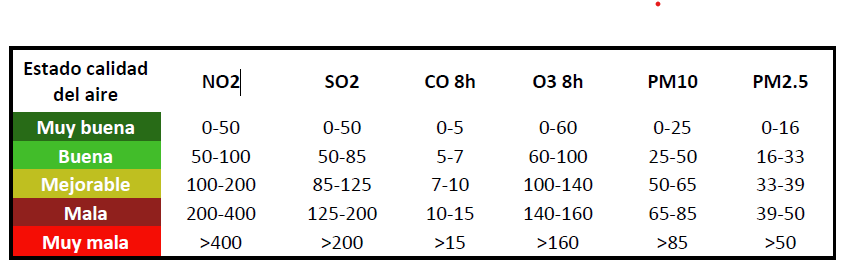 Estado calidad del aire NO2 SO2 CO 8h O3 8h PM10 PM2.5
Muy buena 0-50 0-50 0-5 0-60 0-25 0-16
Buena 50-100 50-85 5-7 60-100 25-50 16-33
Mejorable 100-200 85-125 7-10 100-140 50-65 33-39
Mala 200-400 125-200 10-15 140-160 65-85 39-50
Muy mala >400 >200 >15 >160 >85 >50